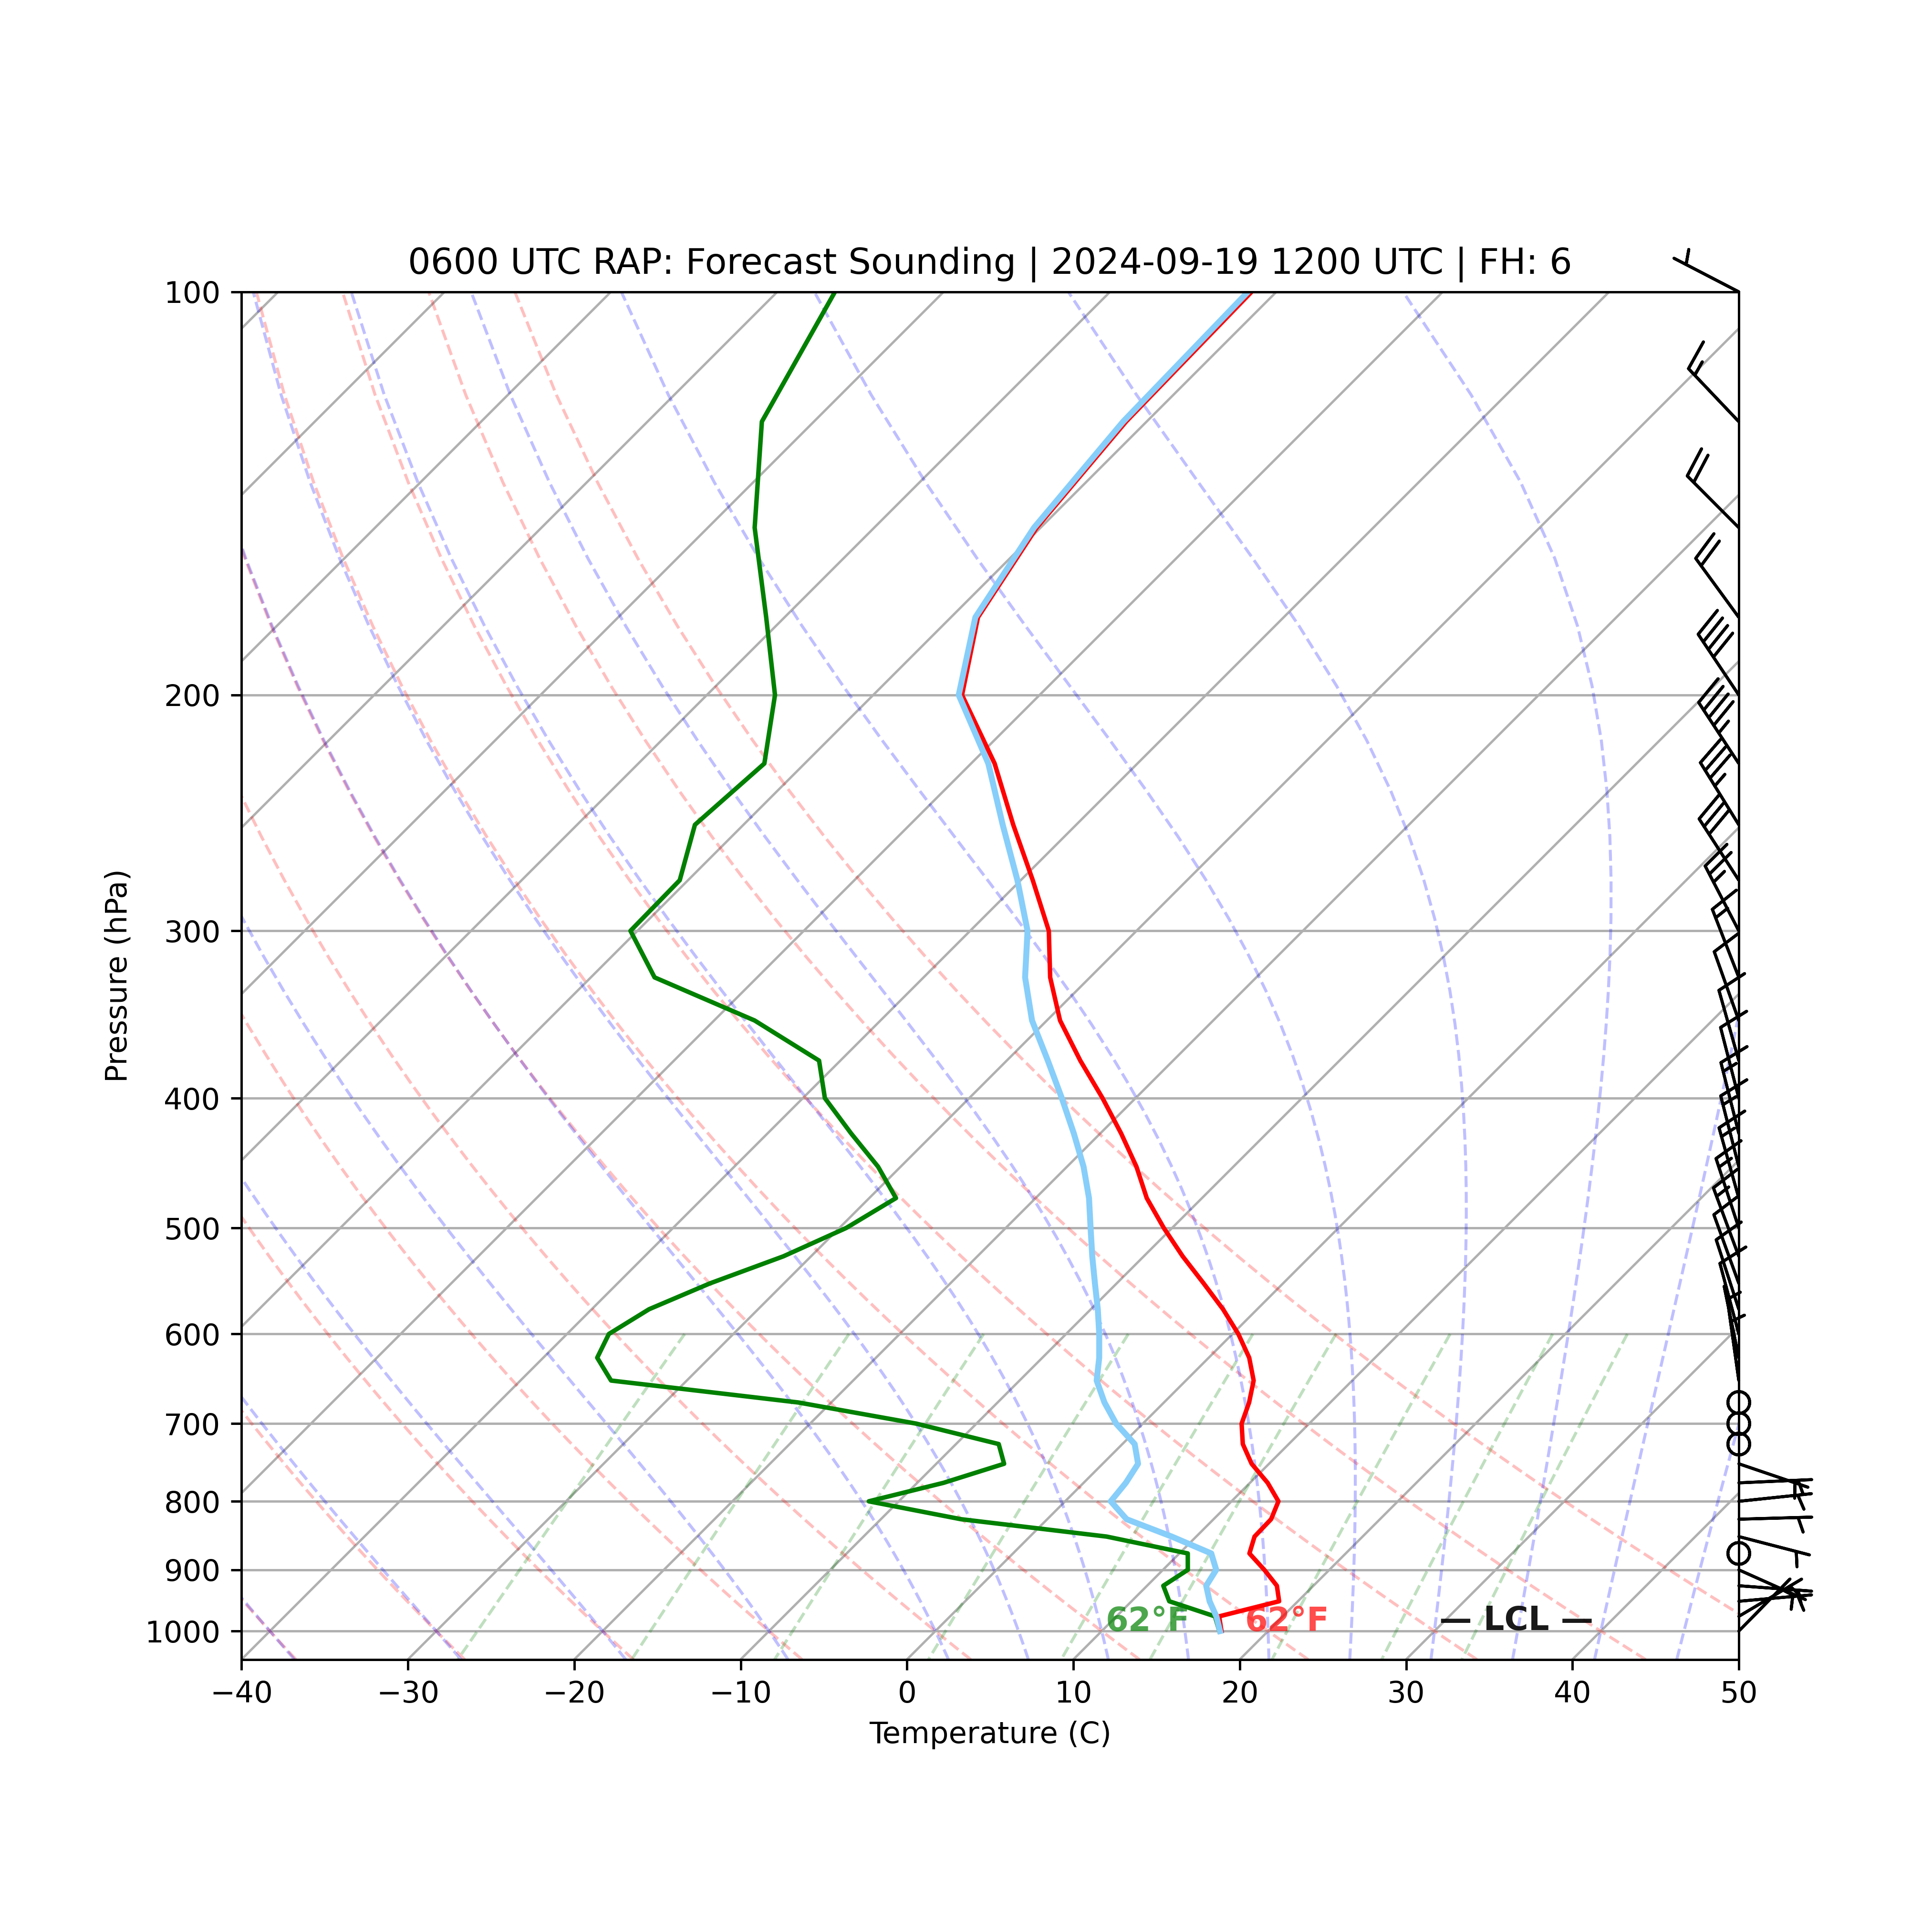 0600 UTC RAP: Forecast Sounding | 2024-09-19 1200 UTC | FH: 6
100
200
300
400
500
600
700
800
900
1000
Pressure (hPa)
62°F 62°F — LCL —
−40 −30 −20 −10 0 10 20 30 40 50
Temperature (C)